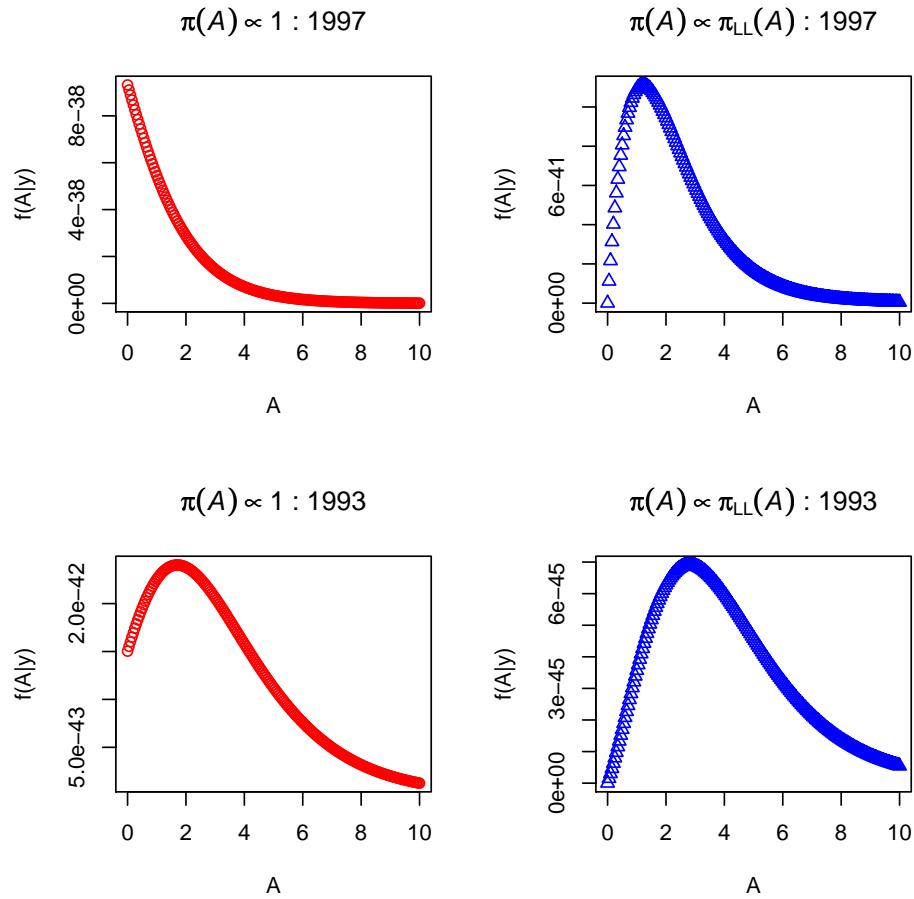 π(A) ∝ 1 : 1997
8e−38
4e−38
0e+00
f(A|y)
0 2 4 6 8 10
A
π(A) ∝ πLL(A) : 1997
6e−41
0e+00
f(A|y)
0 2 4 6 8 10
A
π(A) ∝ 1 : 1993
2.0e−42
5.0e−43
f(A|y)
0 2 4 6 8 10
A
π(A) ∝ πLL(A) : 1993
6e−45
3e−45
0e+00
f(A|y)
0 2 4 6 8 10
A